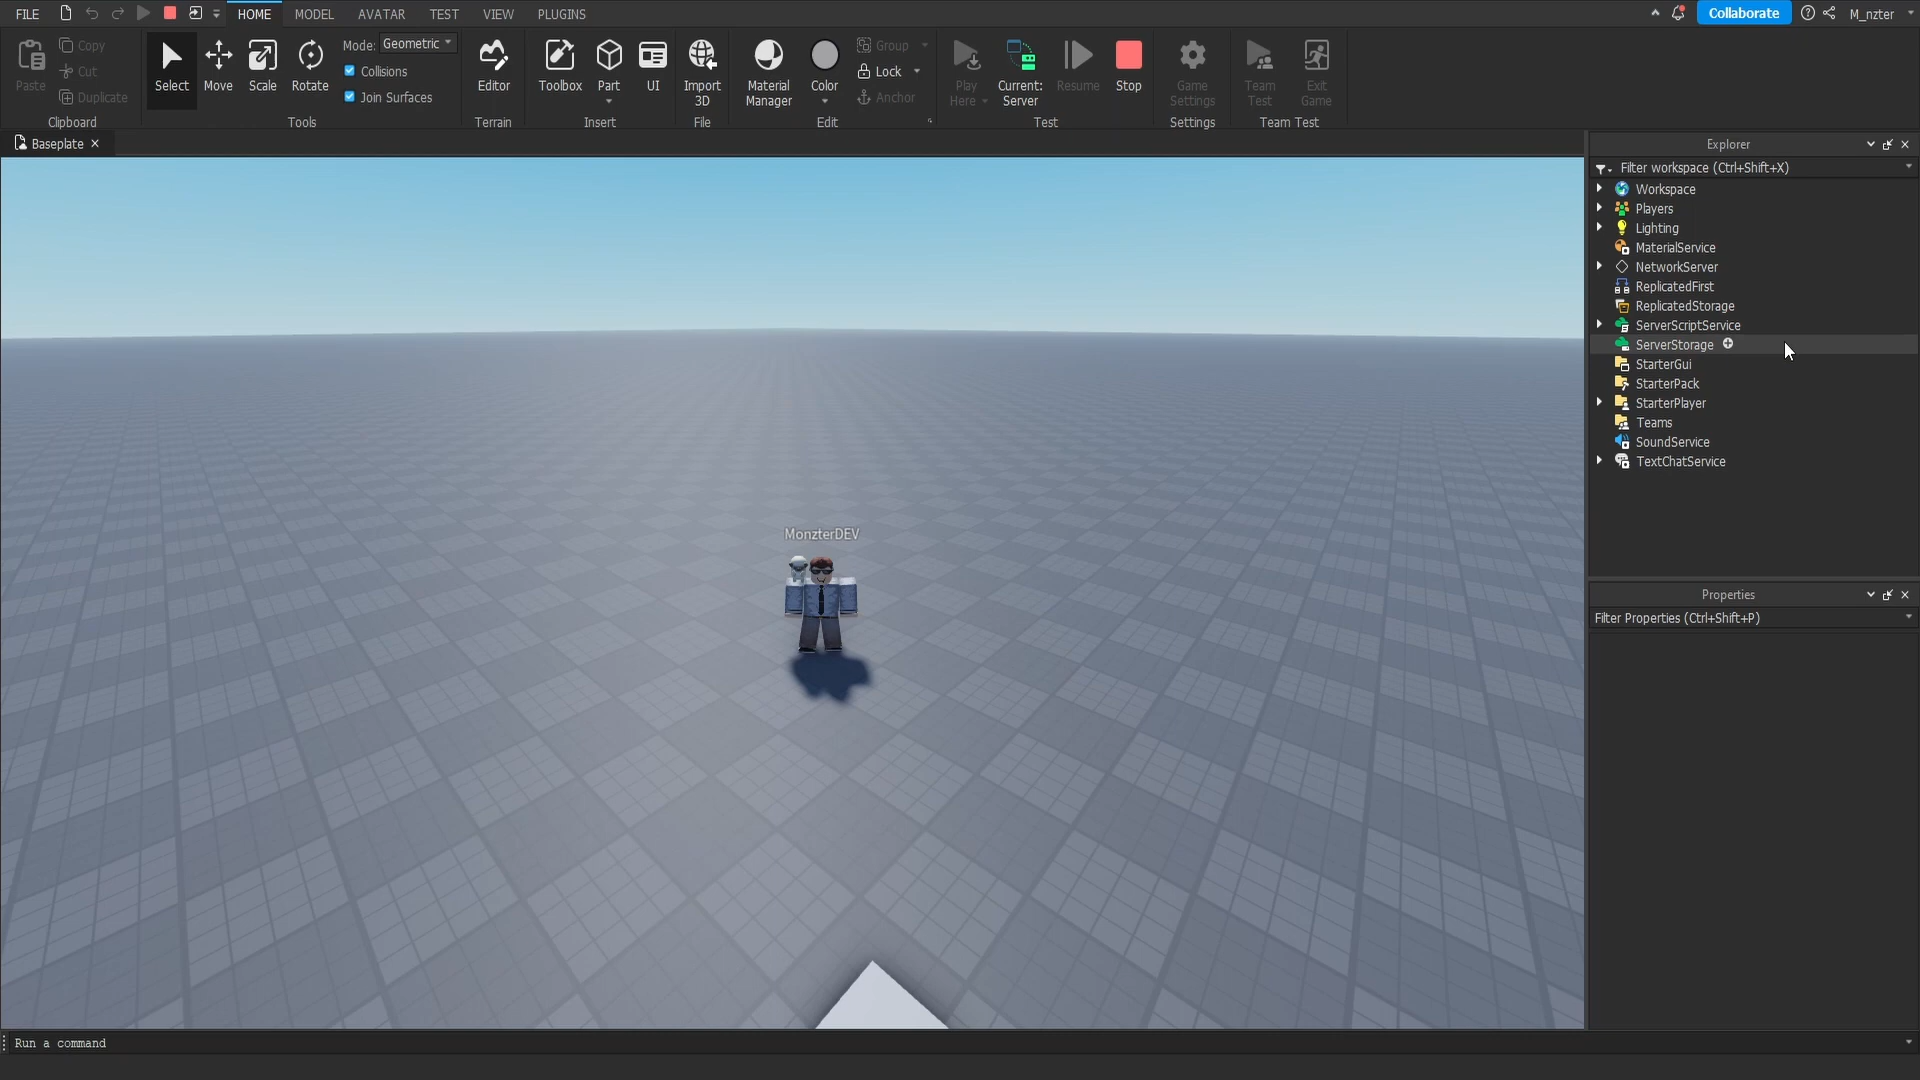 FILE
HOME
MODEL
AVATAR
TEST
VIEW
PLUGINS
Collaborate
M_nzter
Paste
Copy
Cut
Duplicate
Clipboard
Select
Move
Scale
Rotate
Mode: Geometric
Collisions
Join Surfaces
Tools
Editor
Terrain
Toolbox
Part
UI
Insert
Import
3D
File
Material
Manager
Color
Group
Lock
Anchor
Edit
Play
Here
Current:
Server
Resume
Stop
Test
Game
Settings
Settings
Team
Test
Exit
Game
Team Test
Baseplate
MonzterDEV
Explorer
Filter workspace (Ctrl+Shift+X)
Workspace
Players
Lighting
MaterialService
NetworkServer
ReplicatedFirst
ReplicatedStorage
ServerScriptService
ServerStorage
StarterGui
StarterPack
StarterPlayer
Teams
SoundService
TextChatService
Properties
Filter Properties (Ctrl+Shift+P)
Run a command